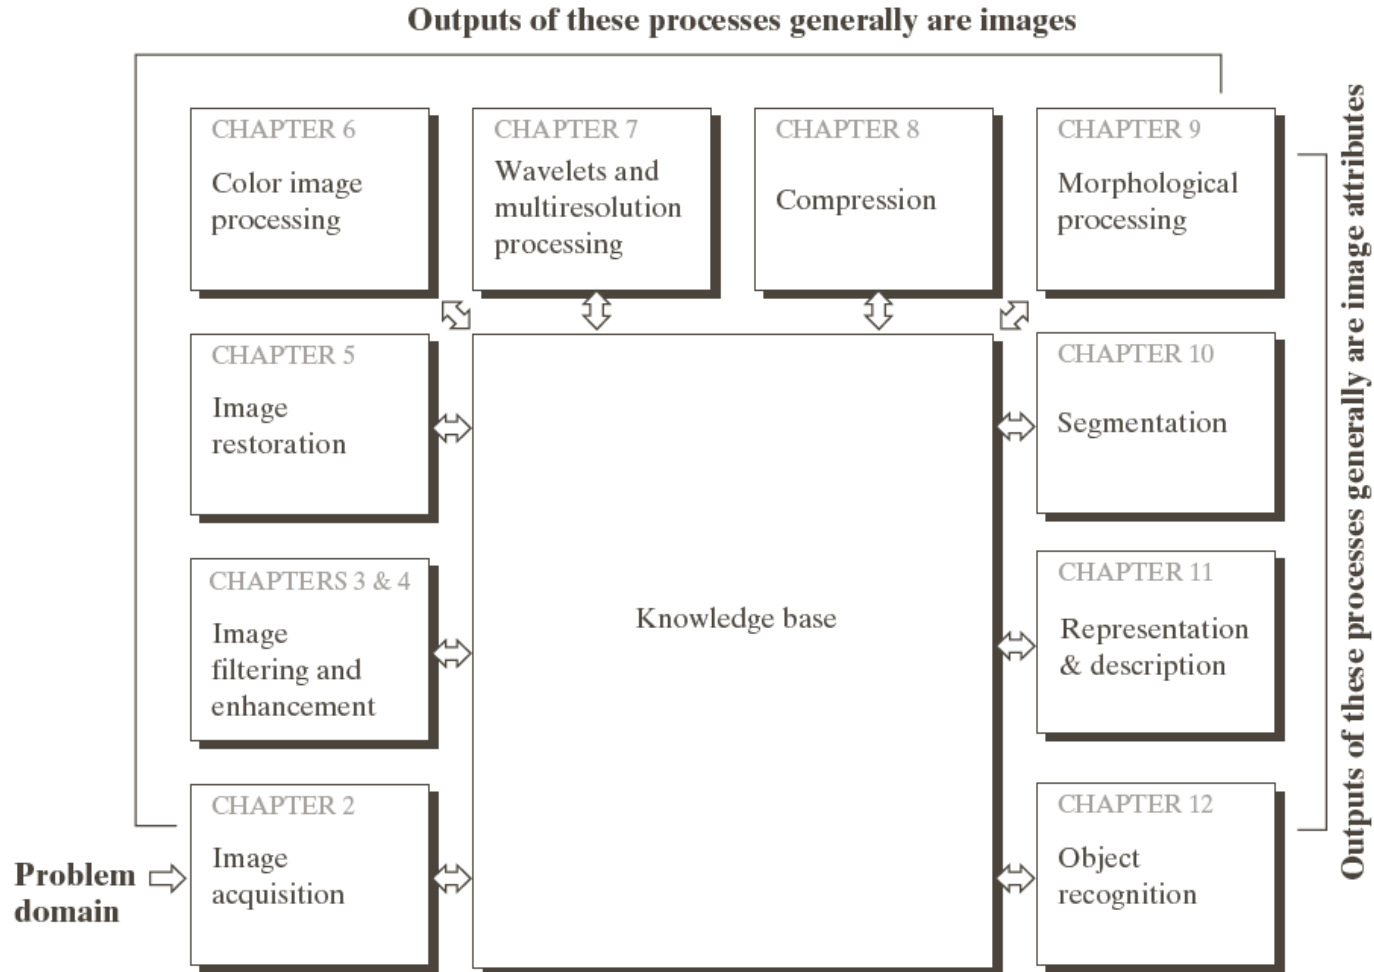 Outputs of these processes generally are images
CHAPTER 6
Color image
processing
CHAPTER 7
Wavelets and
multiresolution
processing
CHAPTER 8
Compression
CHAPTER 9
Morphological
processing
Outputs of these processes generally are image attributes
CHAPTER 5
Image
restoration
CHAPTER 10
Segmentation
CHAPTERS 3 & 4
Image
filtering and
enhancement
Knowledge base
CHAPTER 11
Representation
& description
Problem
domain
CHAPTER 2
Image
acquisition
CHAPTER 12
Object
recognition